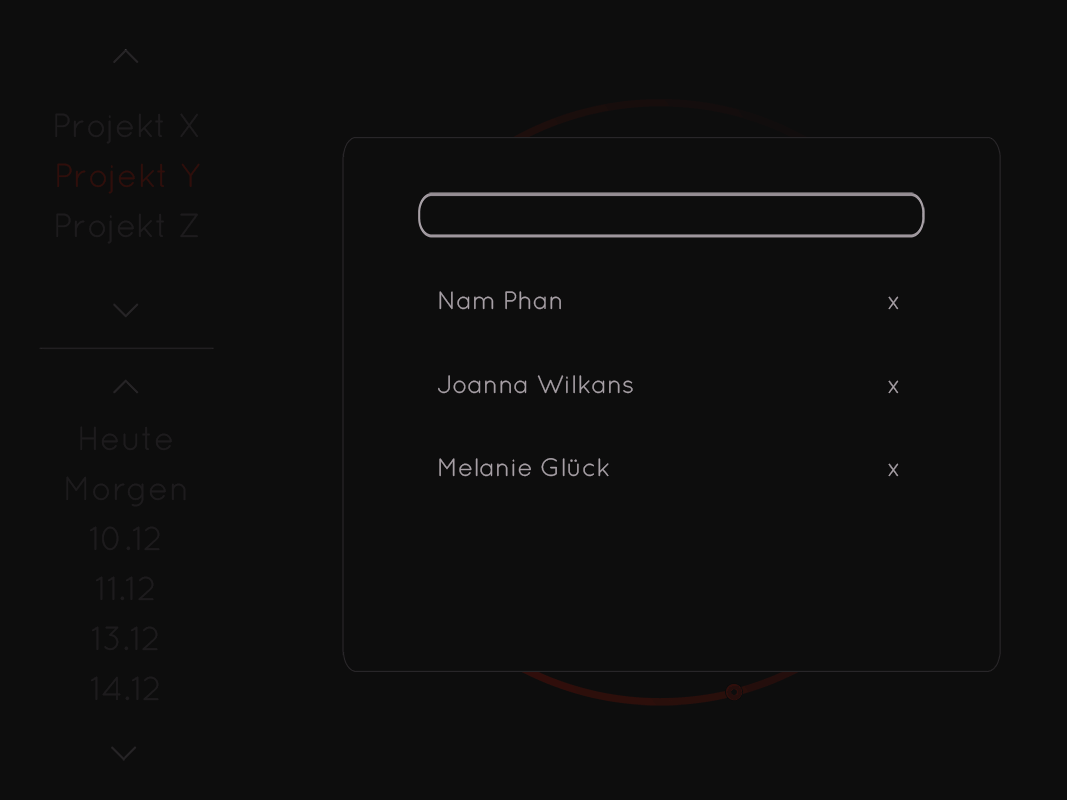 Projekt X
Projekt Y
Projekt Z
Heute
Morgen
10.12
11.12
13.12
14.12
Nam Phan x
Joanna Wilkans x
Melanie Glück x